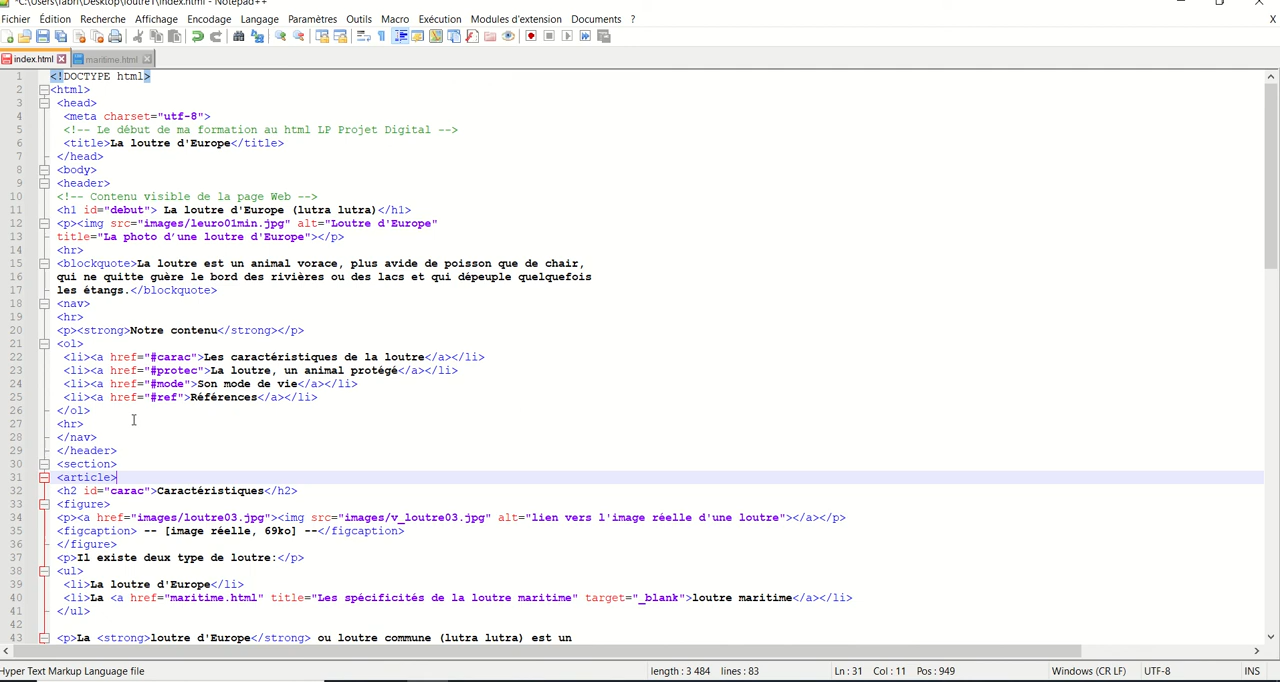 *C:\Users\fabri\Desktop\loutre1\index.html - Notepad++
Fichier Édition Recherche Affichage Encodage Langage Paramètres Outils Macro Exécution Modules d'extension Documents ? X
index.html maritime.html
1 <!DOCTYPE html>
2 <html>
3 <head>
4 <meta charset="utf-8">
5 <!-- Le début de ma formation au html LP Projet Digital -->
6 <title>La loutre d'Europe</title>
7 </head>
8 <body>
9 <header>
10 <!-- Contenu visible de la page Web -->
11 <h1 id="debut"> La loutre d'Europe (lutra lutra)</h1>
12 <p><img src="images/leuro01min.jpg" alt="Loutre d'Europe"
13 title="La photo d’une loutre d'Europe"></p>
14 <hr>
15 <blockquote>La loutre est un animal vorace, plus avide de poisson que de chair,
16 qui ne quitte guère le bord des rivières ou des lacs et qui dépeuple quelquefois
17 les étangs.</blockquote>
18 <nav>
19 <hr>
20 <p><strong>Notre contenu</strong></p>
21 <ol>
22 <li><a href="#carac">Les caractéristiques de la loutre</a></li>
23 <li><a href="#protec">La loutre, un animal protégé</a></li>
24 <li><a href="#mode">Son mode de vie</a></li>
25 <li><a href="#ref">Références</a></li>
26 </ol>
27 <hr>
28 </nav>
29 </header>
30 <section>
31 <article>
32 <h2 id="carac">Caractéristiques</h2>
33 <figure>
34 <p><a href="images/loutre03.jpg"><img src="images/v_loutre03.jpg" alt="lien vers l'image réelle d'une loutre"></a></p>
35 <figcaption> -- [image réelle, 69ko] --</figcaption>
36 </figure>
37 <p>Il existe deux type de loutre:</p>
38 <ul>
39 <li>La loutre d'Europe</li>
40 <li>La <a href="maritime.html" title="Les spécificités de la loutre maritime" target="_blank">loutre maritime</a></li>
41 </ul>
42
43 <p>La <strong>loutre d'Europe</strong> ou loutre commune (lutra lutra) est un
Hyper Text Markup Language file length : 3 484 lines : 83 Ln : 31 Col : 11 Pos : 949 Windows (CR LF) UTF-8 INS